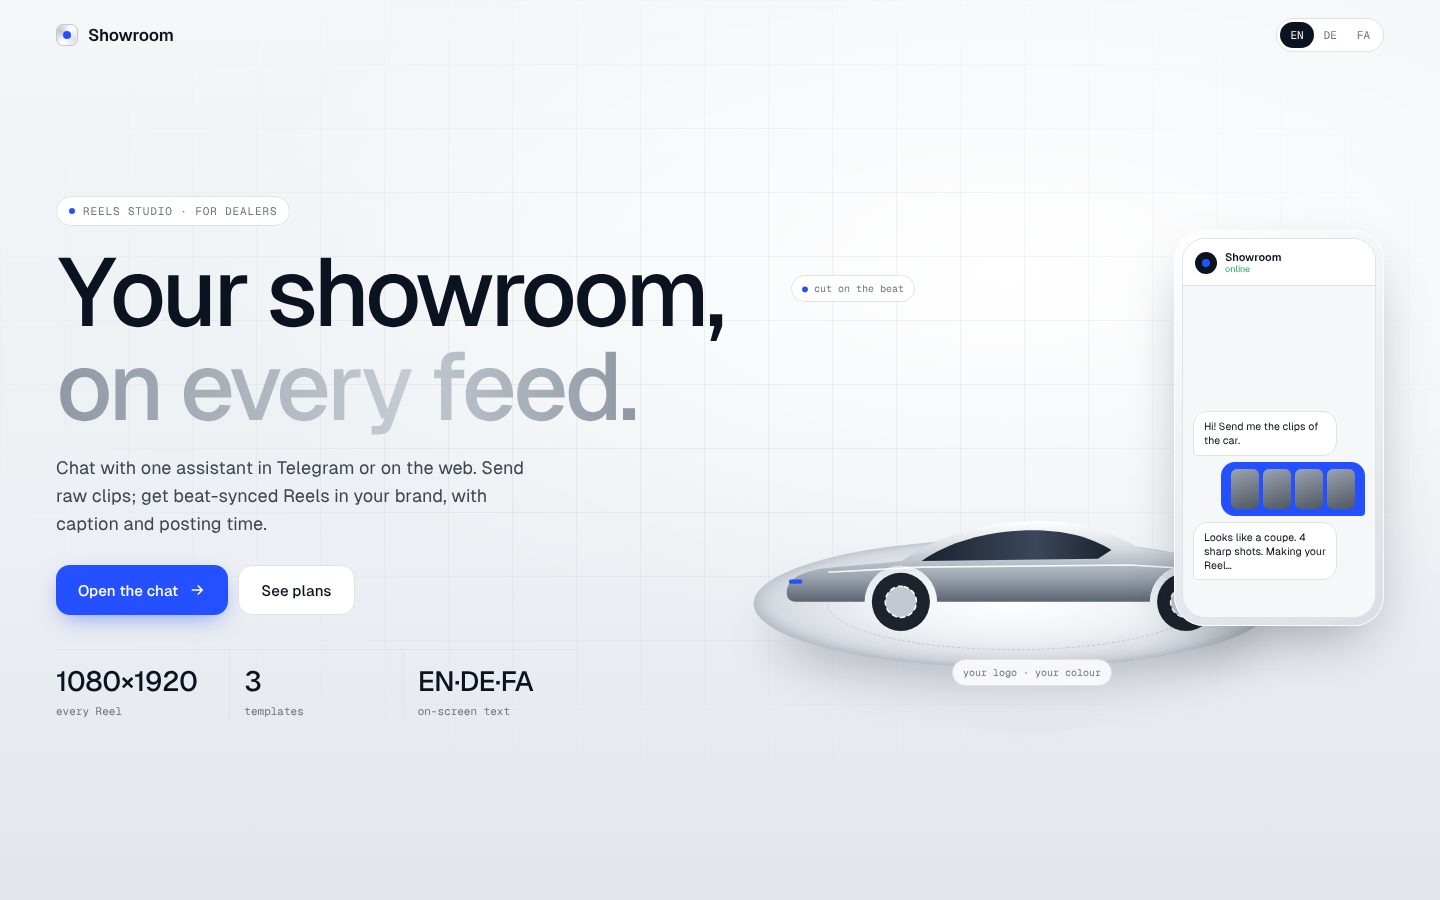 Showroom
EN DE FA
REELS STUDIO · FOR DEALERS
Your showroom,
on every feed.
Chat with one assistant in Telegram or on the web. Send
raw clips; get beat-synced Reels in your brand, with
caption and posting time.
Open the chat →
See plans
1080×1920
every Reel
3
templates
EN·DE·FA
on-screen text
cut on the beat
your logo · your colour
Showroom
online
Hi! Send me the clips of
the car.
Looks like a coupe. 4
sharp shots. Making your
Reel…